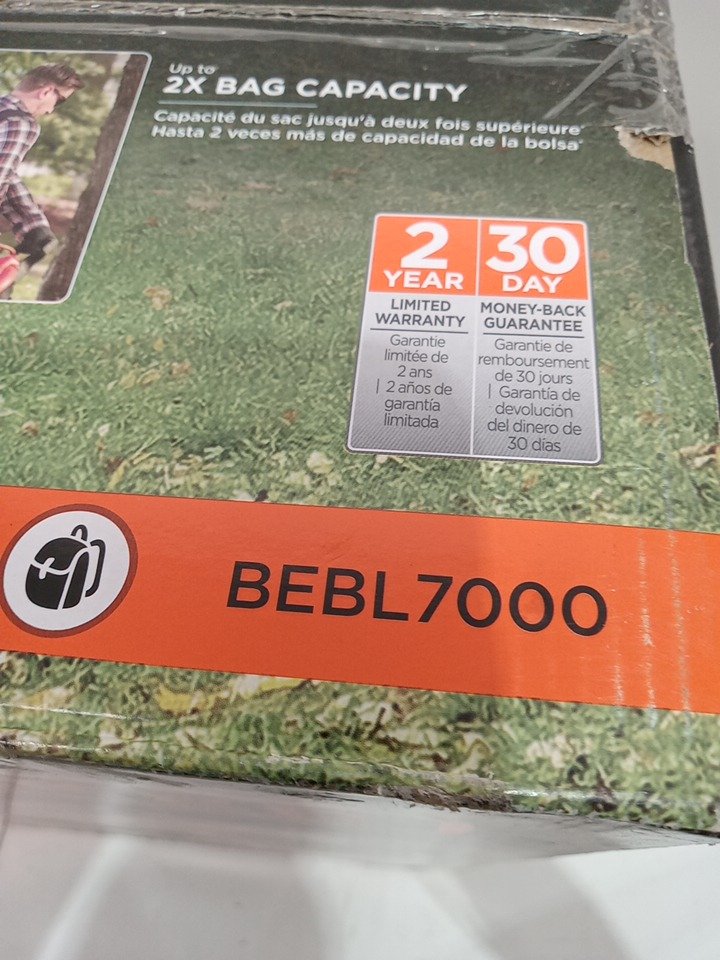 Up to
2X BAG CAPACITY
Capacité du sac jusqu'à deux fois supérieure*
Hasta 2 veces más de capacidad de la bolsa*
2
YEAR
LIMITED
WARRANTY
Garantie
limitée de
2 ans
| 2 años de
garantía
limitada
30
DAY
MONEY-BACK
GUARANTEE
Garantie de
remboursement
de 30 jours
| Garantía de
devolución
del dinero de
30 días
BEBL7000